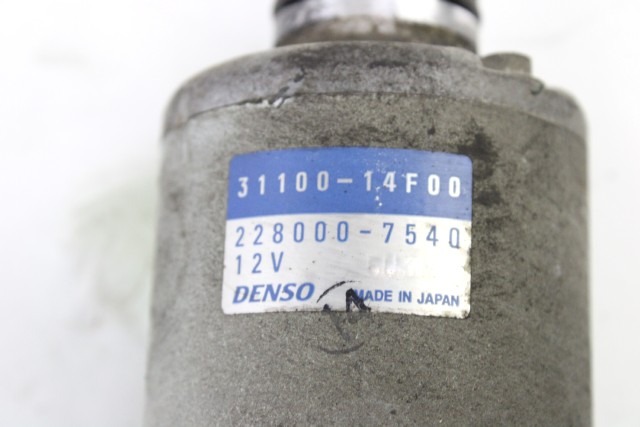 31100-14F00
228000-7540
12V
DENSO MADE IN JAPAN